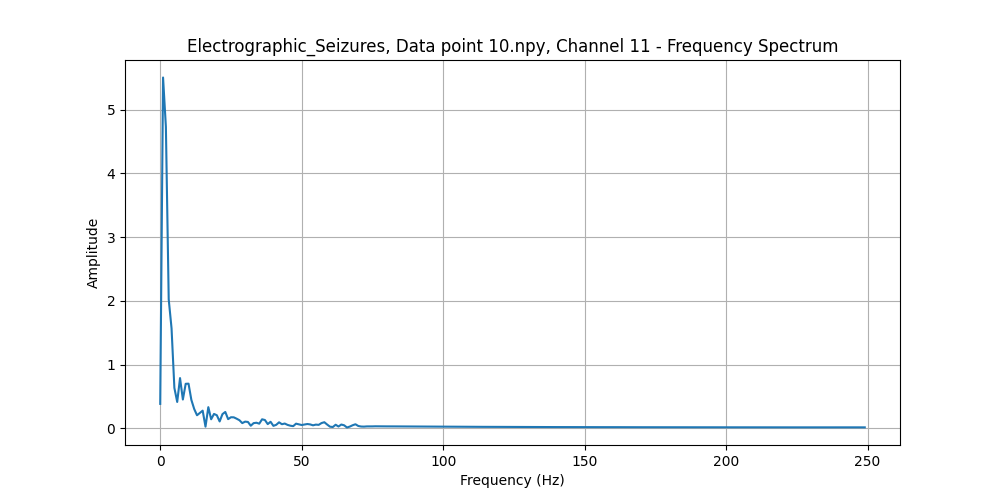 Electrographic_Seizures, Data point 10.npy, Channel 11 - Frequency Spectrum
5
4
3
2
1
0
Amplitude
0 50 100 150 200 250
Frequency (Hz)